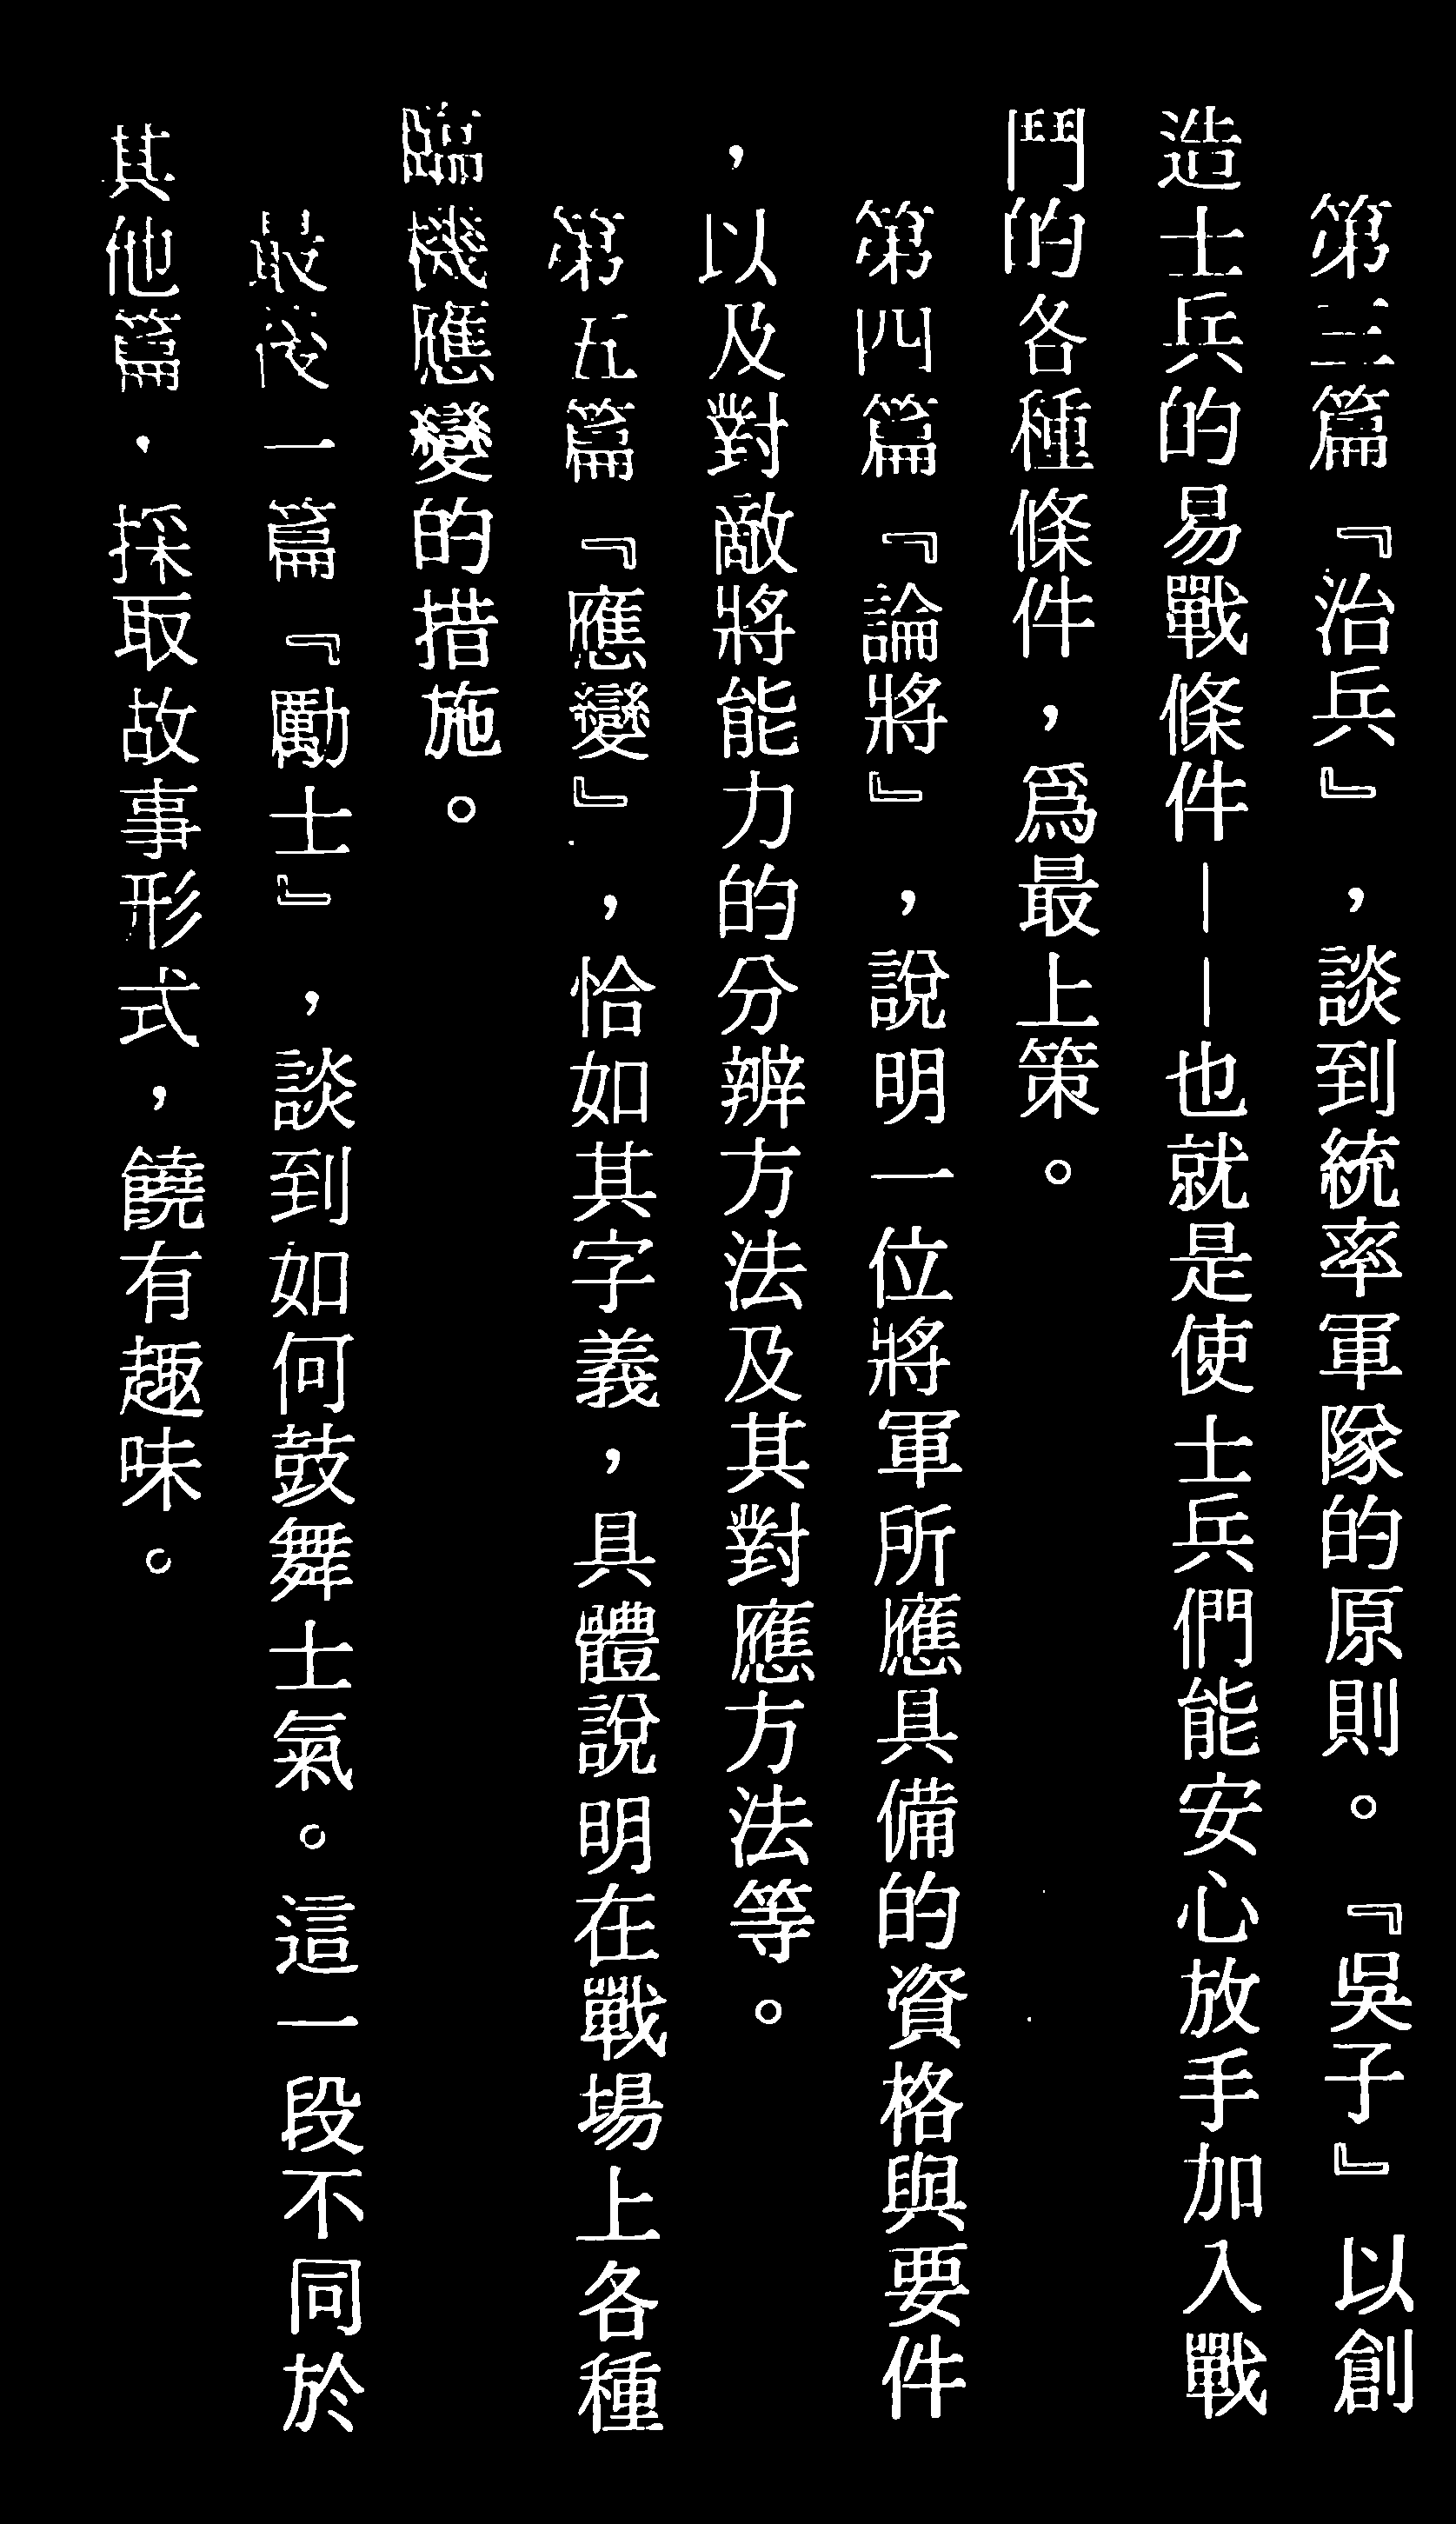 第三篇『治兵』，談到統率軍隊的原則。『吳子』以創
造士兵的易戰條件——也就是使士兵們能安心放手加入戰
鬥的各種條件，爲最上策。
第四篇『論將』，說明一位將軍所應具備的資格與要件
，以及對敵將能力的分辨方法及其對應方法等。
第五篇『應變』，恰如其字義，具體說明在戰場上各種
臨機應變的措施。
最後一篇『勵士』，談到如何鼓舞士氣。這一段不同於
其他篇，採取故事形式，饒有趣味。